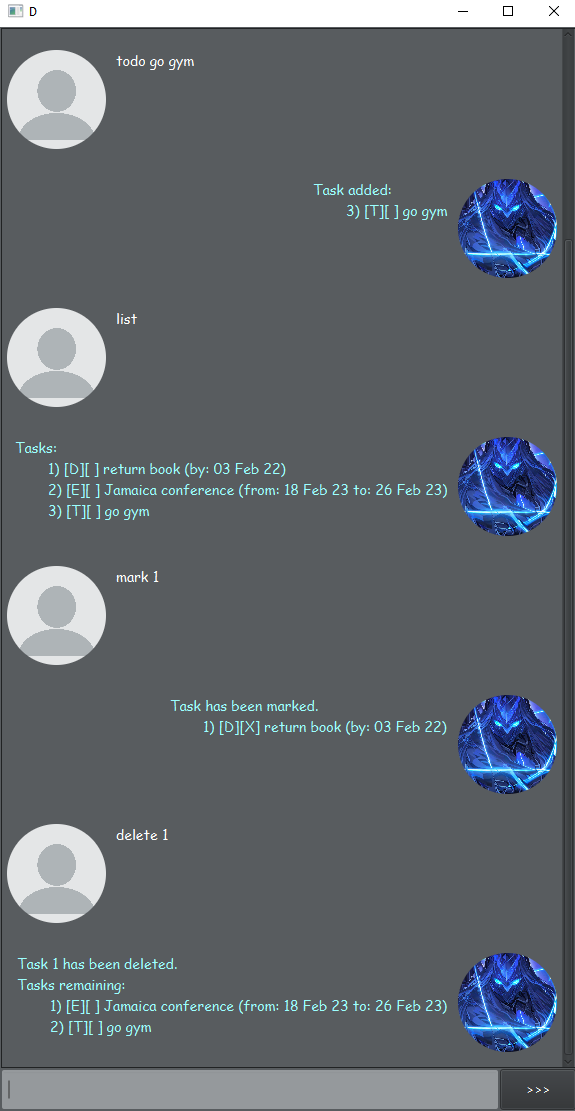 D
todo go gym
Task added:
3) [T][ ] go gym
list
Tasks:
1) [D][ ] return book (by: 03 Feb 22)
2) [E][ ] Jamaica conference (from: 18 Feb 23 to: 26 Feb 23)
3) [T][ ] go gym
mark 1
Task has been marked.
1) [D][X] return book (by: 03 Feb 22)
delete 1
Task 1 has been deleted.
Tasks remaining:
1) [E][ ] Jamaica conference (from: 18 Feb 23 to: 26 Feb 23)
2) [T][ ] go gym
>>>